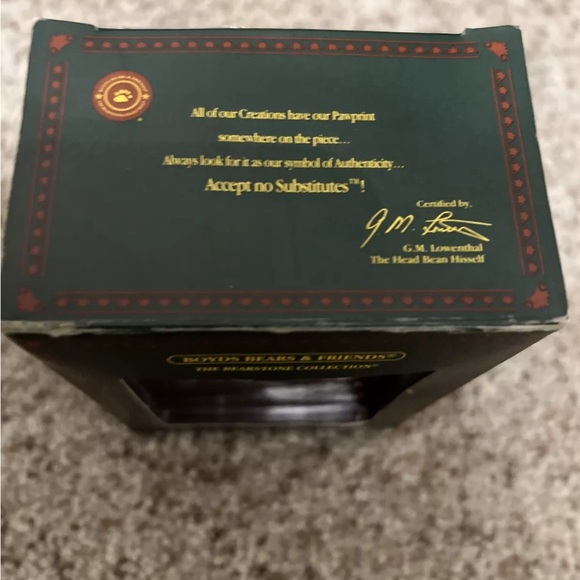 All of our Creations have our Pawprint
somewhere on the piece…
Always look for it as our symbol of Authenticity…
Accept no Substitutes™!
Certified by,
G.M. Lowenthal
The Head Bean Hisself
BOYDS BEARS & FRIENDS®
THE BEARSTONE COLLECTION®